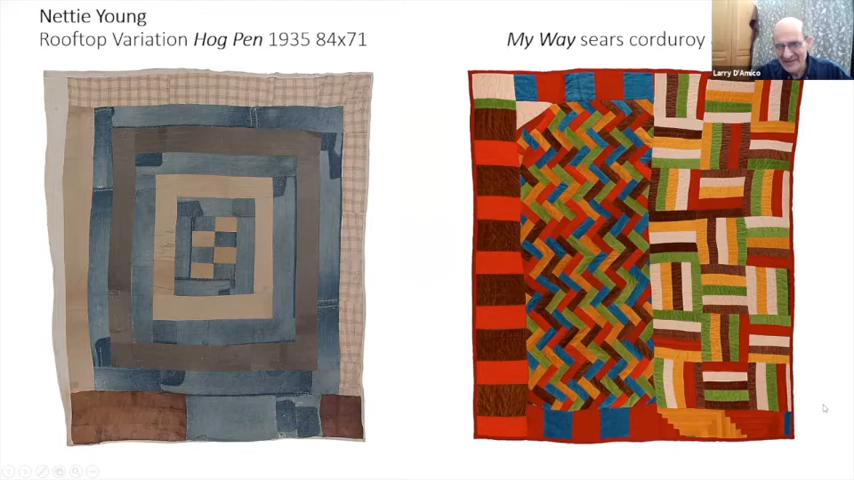 Nettie Young
Rooftop Variation Hog Pen 1935 84x71
My Way sears corduroy
Larry D'Amico